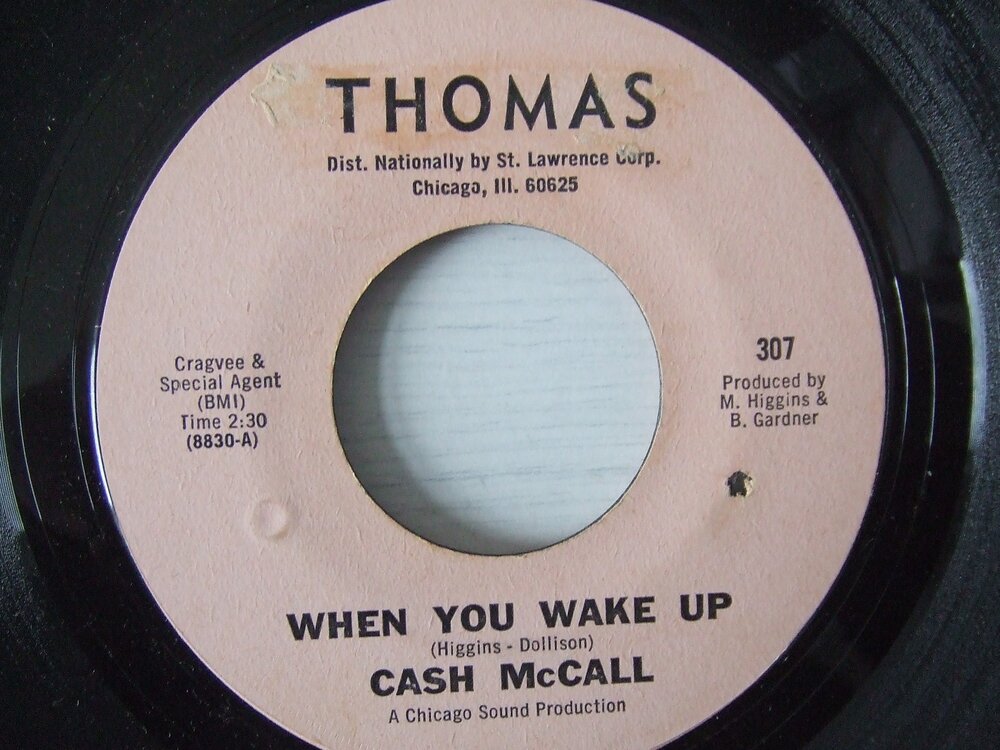 THOMAS
Dist. Nationally by St. Lawrence Corp.
Chicago, Ill. 60625
Cragvee &
Special Agent
(BMI)
Time 2:30
(8830-A)
307
Produced by
M. Higgins &
B. Gardner
WHEN YOU WAKE UP
(Higgins - Dollison)
CASH McCALL
A Chicago Sound Production